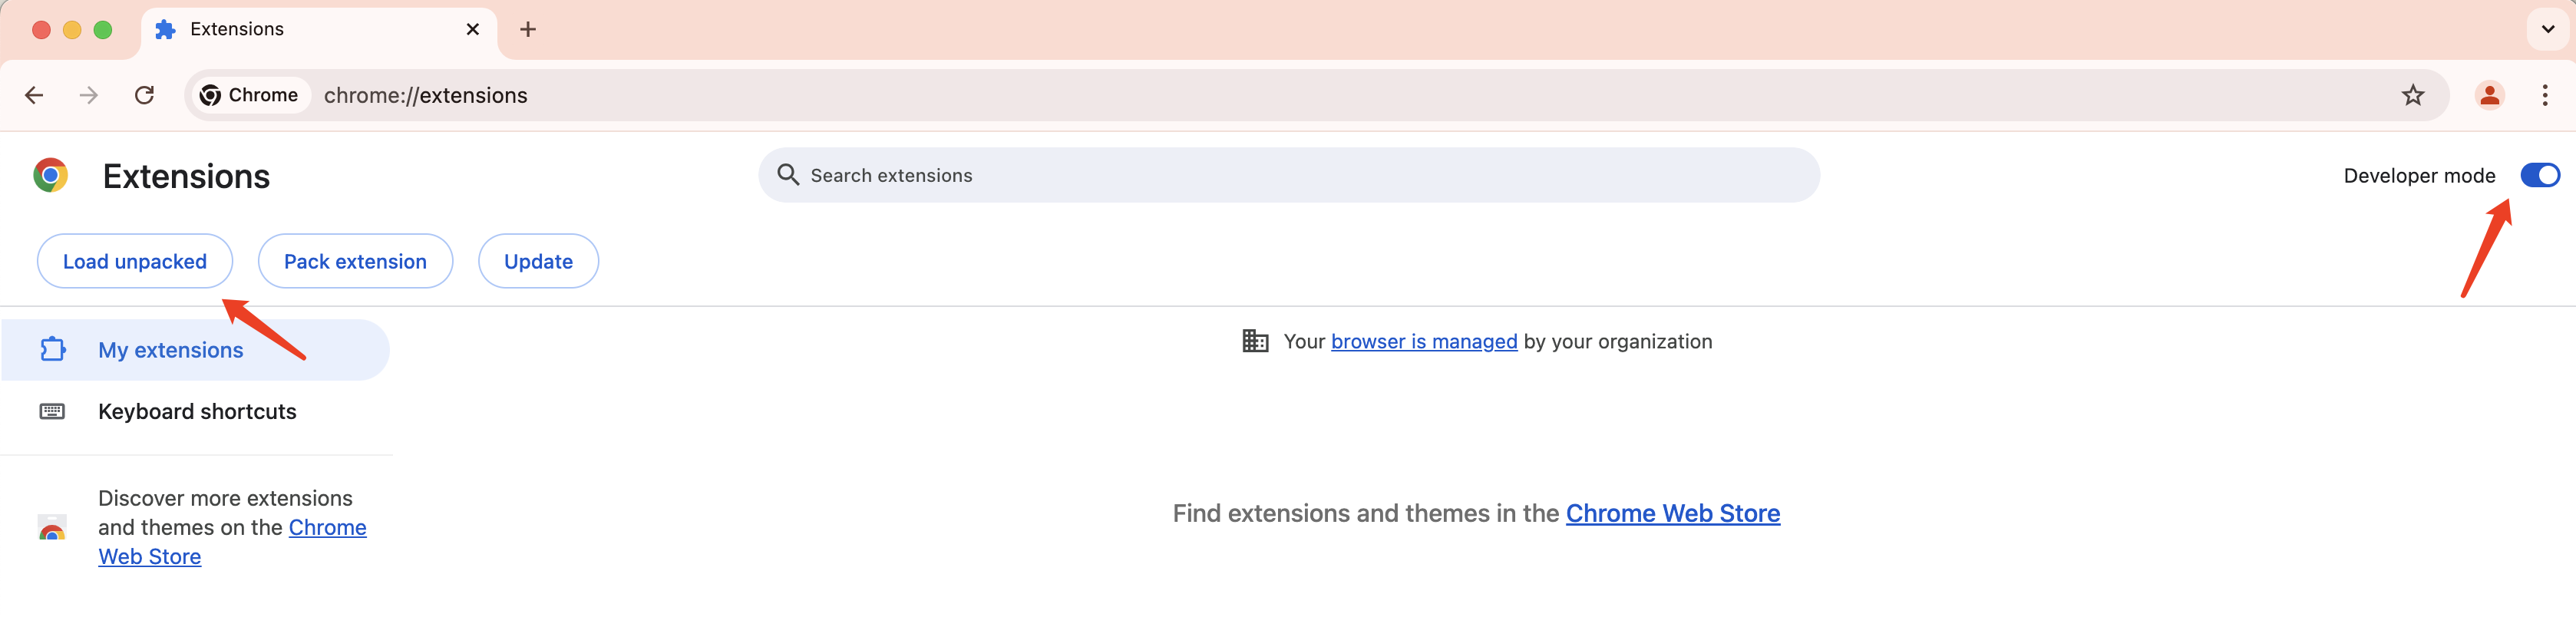 Extensions
Chrome
chrome://extensions
Extensions
Search extensions
Developer mode
Load unpacked
Pack extension
Update
My extensions
Your browser is managed by your organization
Keyboard shortcuts
Discover more extensions
and themes on the Chrome
Web Store
Find extensions and themes in the Chrome Web Store